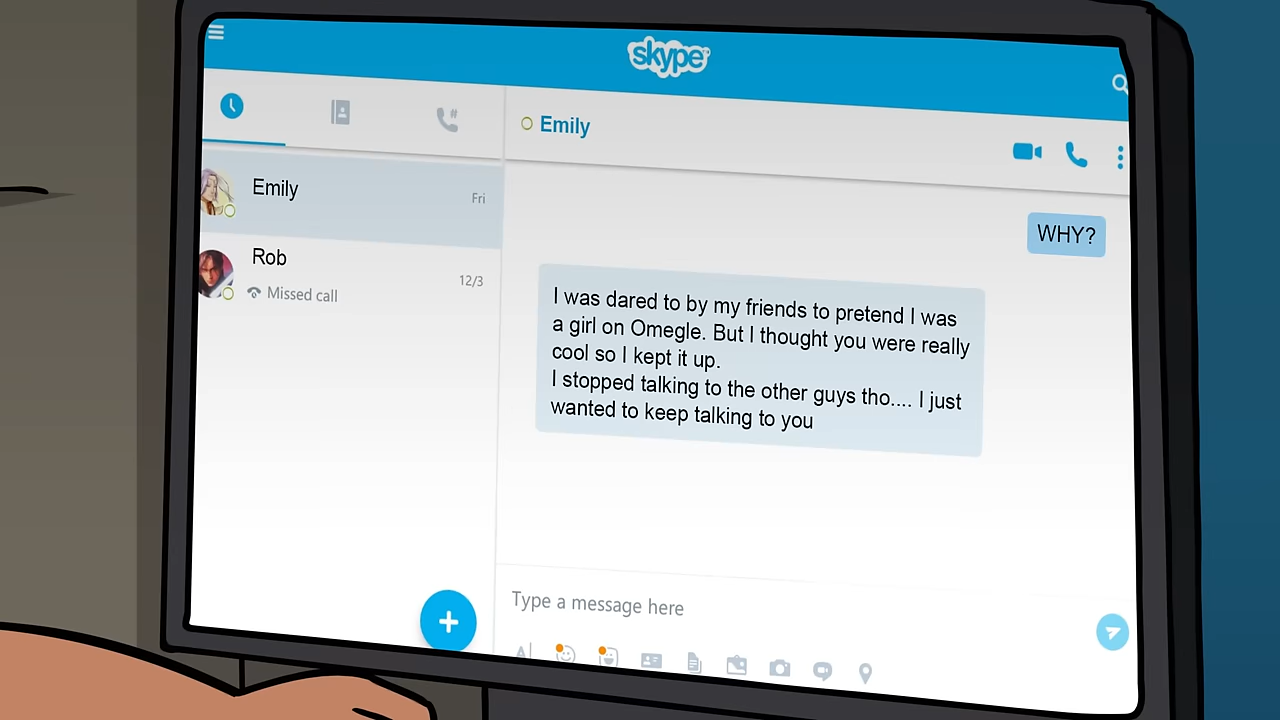 skype
Emily
Emily
Fri
WHY?
Rob
12/3
Missed call
I was dared to by my friends to pretend I was
a girl on Omegle. But I thought you were really
cool so I kept it up.
I stopped talking to the other guys tho.... I just
wanted to keep talking to you
Type a message here